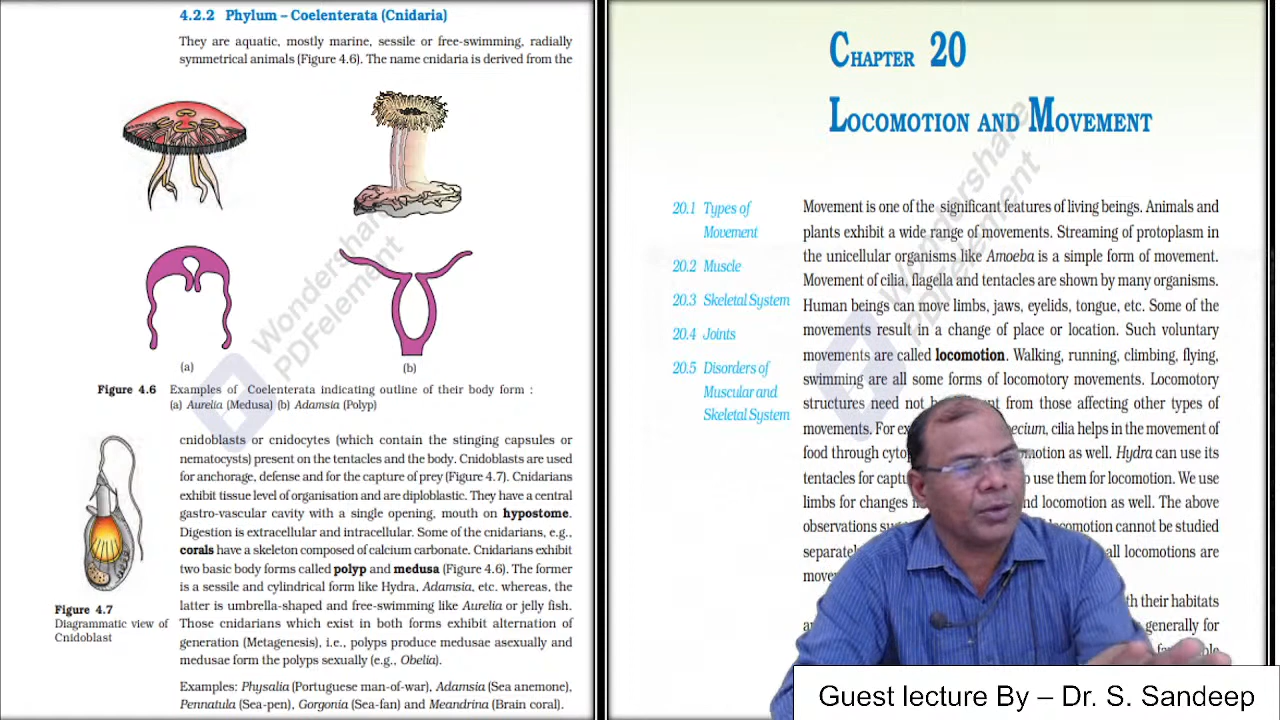 4.2.2 Phylum – Coelenterata (Cnidaria)
They are aquatic, mostly marine, sessile or free-swimming, radially
symmetrical animals (Figure 4.6). The name cnidaria is derived from the
(a)
(b)
Figure 4.6 Examples of Coelenterata indicating outline of their body form :
(a) Aurelia (Medusa) (b) Adamsia (Polyp)
cnidoblasts or cnidocytes (which contain the stinging capsules or
nematocysts) present on the tentacles and the body. Cnidoblasts are used
for anchorage, defense and for the capture of prey (Figure 4.7). Cnidarians
exhibit tissue level of organisation and are diploblastic. They have a central
gastro-vascular cavity with a single opening, mouth on hypostome.
Digestion is extracellular and intracellular. Some of the cnidarians, e.g.,
corals have a skeleton composed of calcium carbonate. Cnidarians exhibit
two basic body forms called polyp and medusa (Figure 4.6). The former
is a sessile and cylindrical form like Hydra, Adamsia, etc. whereas, the
latter is umbrella-shaped and free-swimming like Aurelia or jelly fish.
Those cnidarians which exist in both forms exhibit alternation of
generation (Metagenesis), i.e., polyps produce medusae asexually and
medusae form the polyps sexually (e.g., Obelia).
Figure 4.7
Diagrammatic view of
Cnidoblast
Examples: Physalia (Portuguese man-of-war), Adamsia (Sea anemone),
Pennatula (Sea-pen), Gorgonia (Sea-fan) and Meandrina (Brain coral).
Wondershare
PDFelement
CHAPTER 20
LOCOMOTION AND MOVEMENT
20.1 Types of
Movement
20.2 Muscle
20.3 Skeletal System
20.4 Joints
20.5 Disorders of
Muscular and
Skeletal System
Movement is one of the significant features of living beings. Animals and
plants exhibit a wide range of movements. Streaming of protoplasm in
the unicellular organisms like Amoeba is a simple form of movement.
Movement of cilia, flagella and tentacles are shown by many organisms.
Human beings can move limbs, jaws, eyelids, tongue, etc. Some of the
movements result in a change of place or location. Such voluntary
movements are called locomotion. Walking, running, climbing, flying,
swimming are all some forms of locomotory movements. Locomotory
structures need not from those affecting other types of
movements. For cilia helps in the movement of
food through as well. Hydra can use its
tentacles for use them for locomotion. We use
limbs for changes locomotion as well. The above
observations cannot be studied
all locomotions are
their habitats
generally for
Wondershare
PDFelement
Guest lecture By – Dr. S. Sandeep